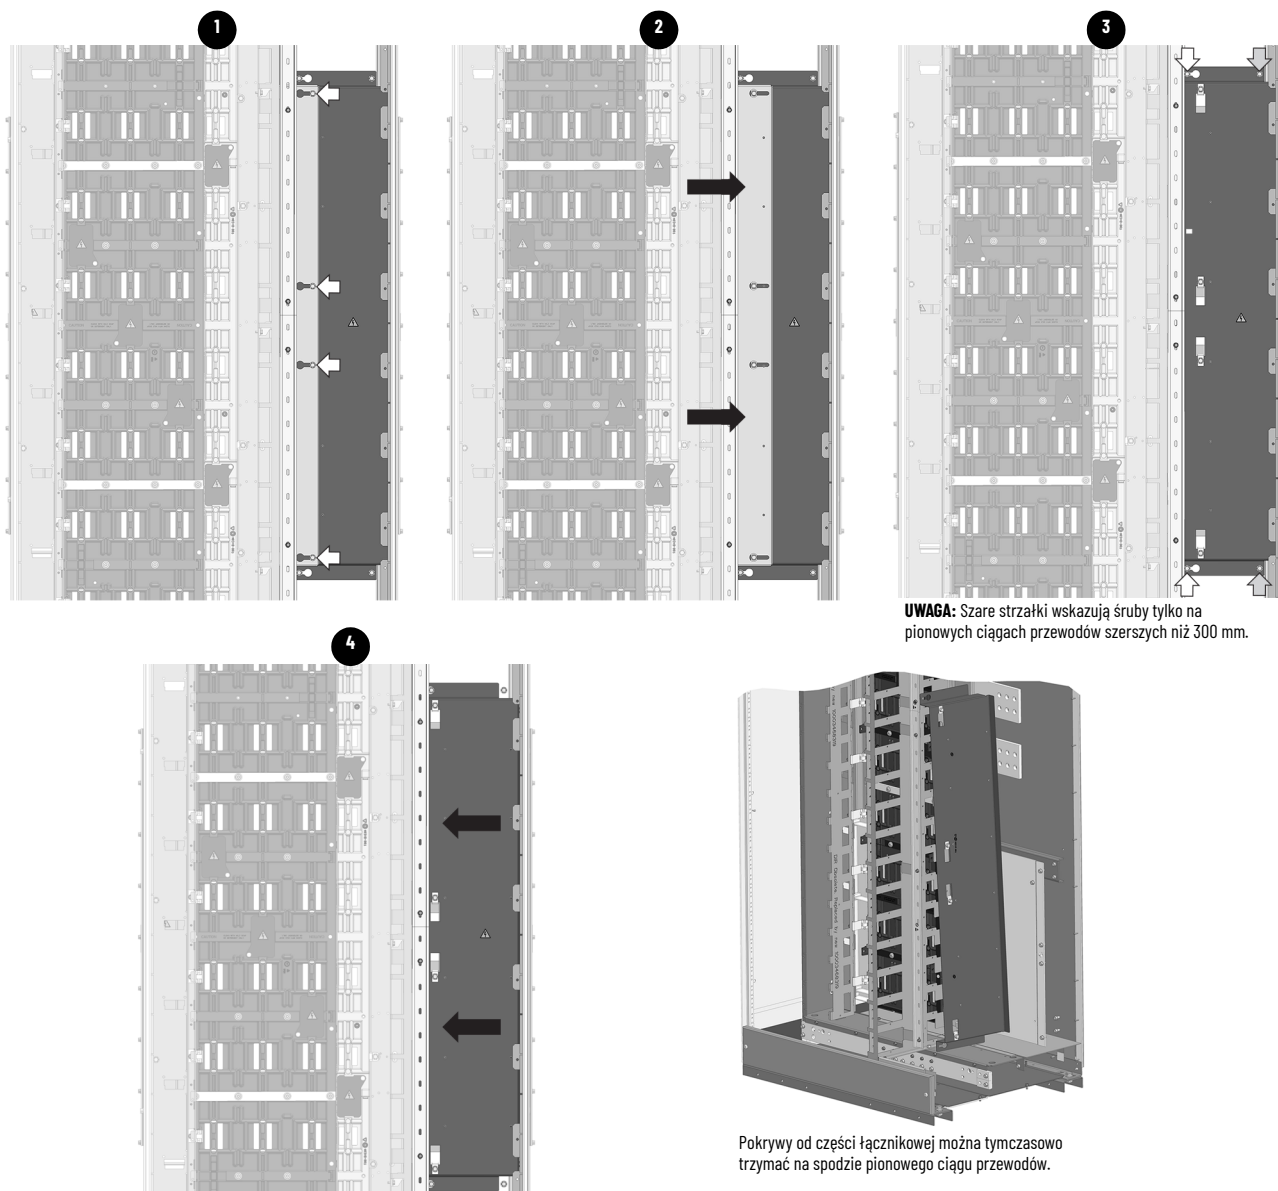 1
2
3
UWAGA: Szare strzałki wskazują śruby tylko na
pionowych ciągach przewodów szerszych niż 300 mm.
4
Pokrywy od części łącznikowej można tymczasowo
trzymać na spodzie pionowego ciągu przewodów.